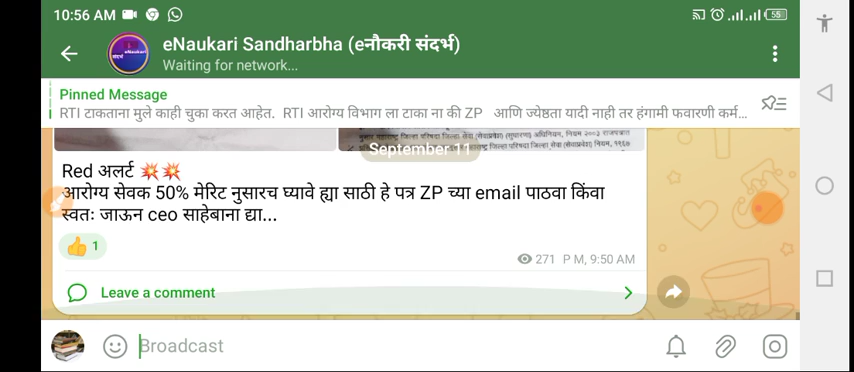 10:56 AM
55
eNaukari Sandharbha (eनौकरी संदर्भ)
Waiting for network...
Pinned Message
RTI टाकताना मुले काही चुका करत आहेत. RTI आरोग्य विभाग ला टाका ना की ZP आणि ज्येष्ठता यादी नाही तर हंगामी फवारणी कर्म...
September 11
Red अलर्ट 💥💥
आरोग्य सेवक 50% मेरिट नुसारच घ्यावे ह्या साठी हे पत्र ZP च्या email पाठवा किंवा
स्वतः जाऊन ceo साहेबाना द्या...
👍 1
271 P M, 9:50 AM
Leave a comment
Broadcast